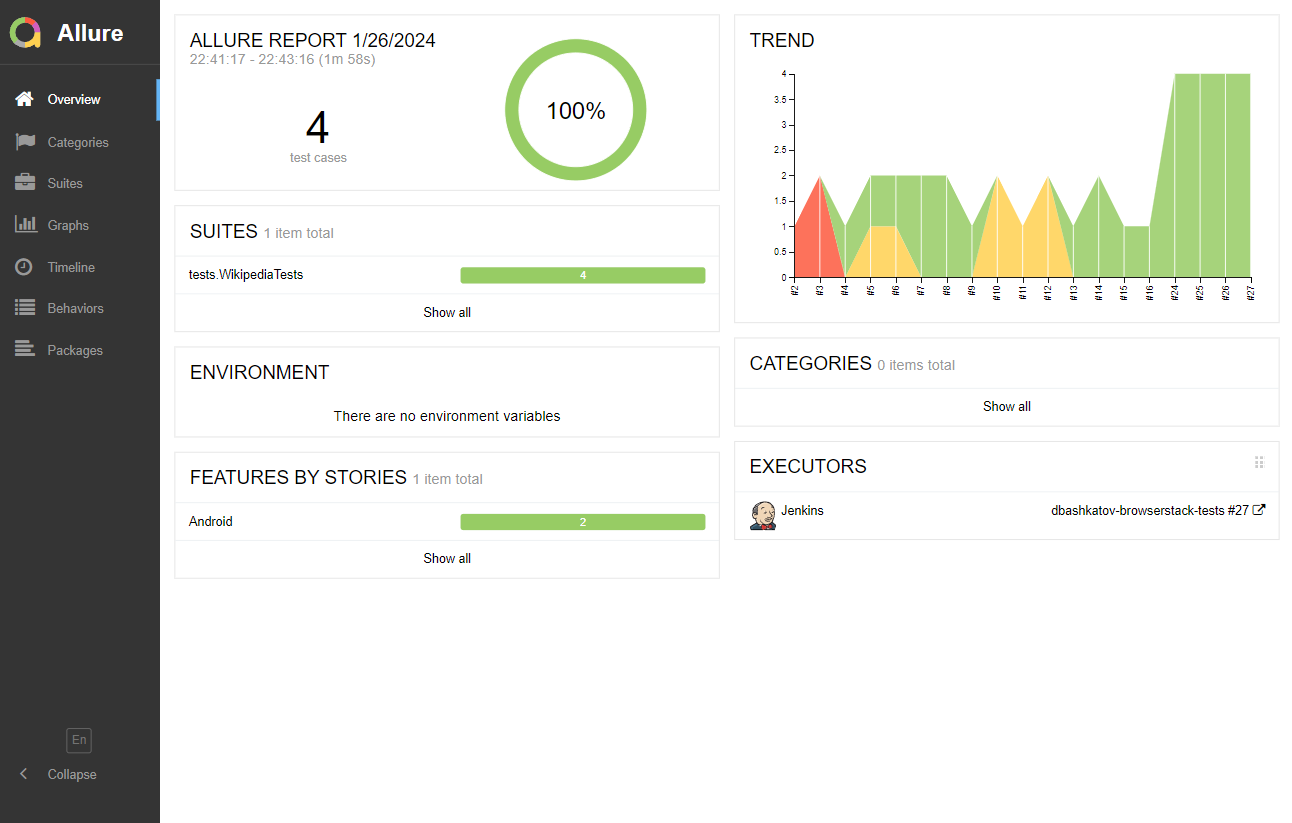 Allure
Overview
Categories
Suites
Graphs
Timeline
Behaviors
Packages
En
Collapse
ALLURE REPORT 1/26/2024
22:41:17 - 22:43:16 (1m 58s)
4
test cases
100%
SUITES 1 item total
tests.WikipediaTests 4
Show all
ENVIRONMENT
There are no environment variables
FEATURES BY STORIES 1 item total
Android 2
Show all
TREND
4
3.5
3
2.5
2
1.5
1
0.5
0
#2 #3 #4 #5 #6 #7 #8 #9 #10 #11 #12 #13 #14 #15 #16 #24 #25 #26 #27
CATEGORIES 0 items total
Show all
EXECUTORS
Jenkins dbashkatov-browserstack-tests #27